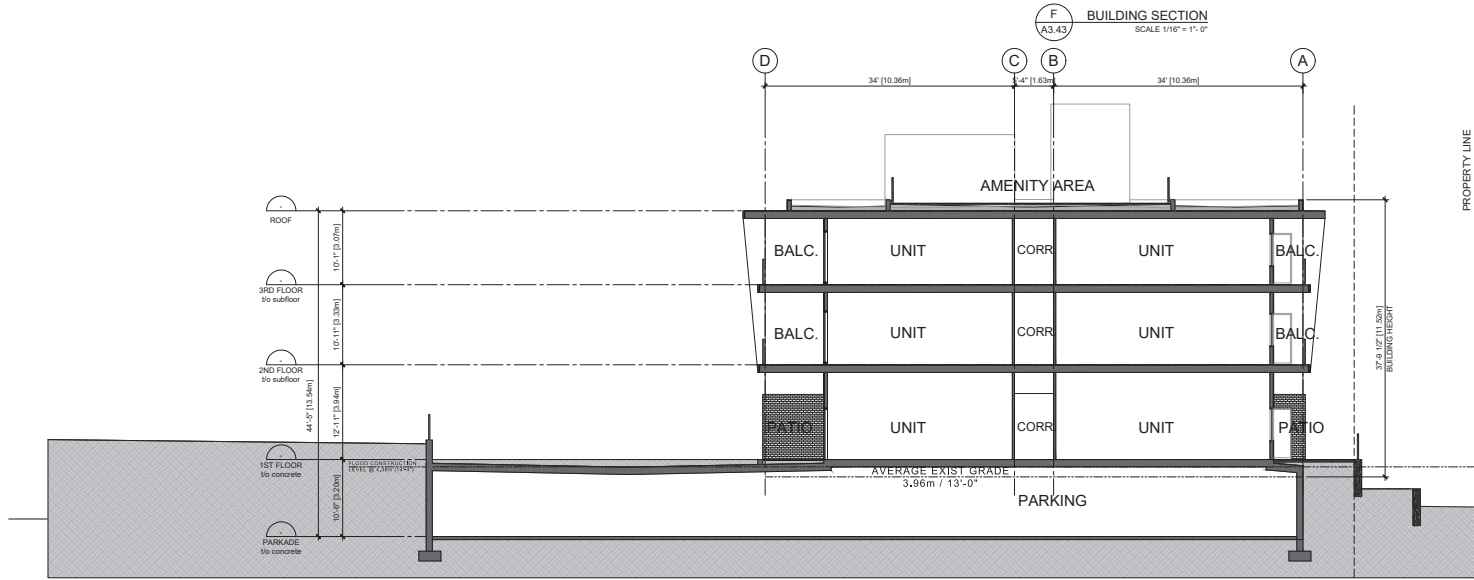 F
A3.43
BUILDING SECTION
SCALE 1/16" = 1'- 0"
D
C
B
A
34' [10.36m]
5'-4" [1.63m]
34' [10.36m]
PROPERTY LINE
AMENITY AREA
ROOF
10'-1" [3.07m]
BALC.
UNIT
CORR.
UNIT
BALC.
3RD FLOOR
t/o subfloor
10'-11" [3.33m]
BALC.
UNIT
CORR.
UNIT
BALC.
37'-9 1/2" [11.52m]
BUILDING HEIGHT
2ND FLOOR
t/o subfloor
44'-5" [13.54m]
12'-11" [3.94m]
PATIO
UNIT
CORR.
UNIT
PATIO
1ST FLOOR
t/o concrete
FLOOD CONSTRUCTION
AVERAGE EXIST GRADE
3.96m / 13'-0"
10'-6" [3.20m]
PARKING
PARKADE
t/o concrete